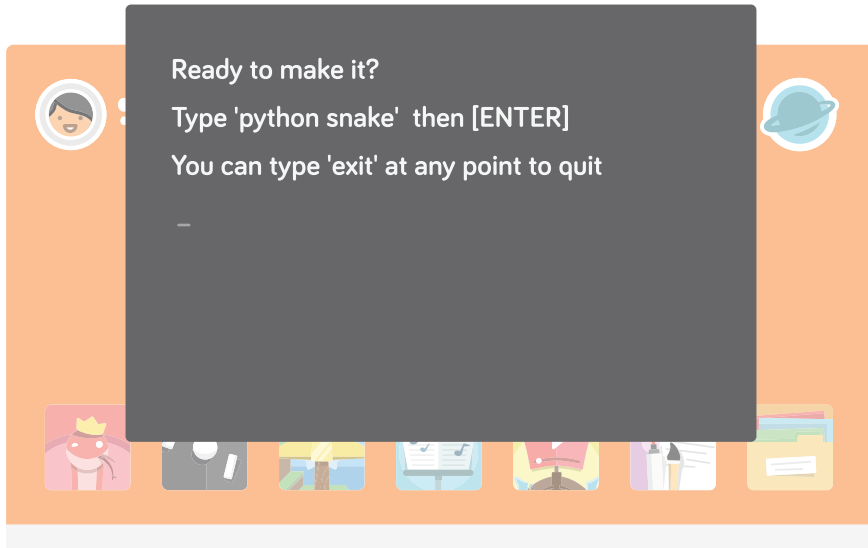 Ready to make it?
Type 'python snake' then [ENTER]
You can type 'exit' at any point to quit